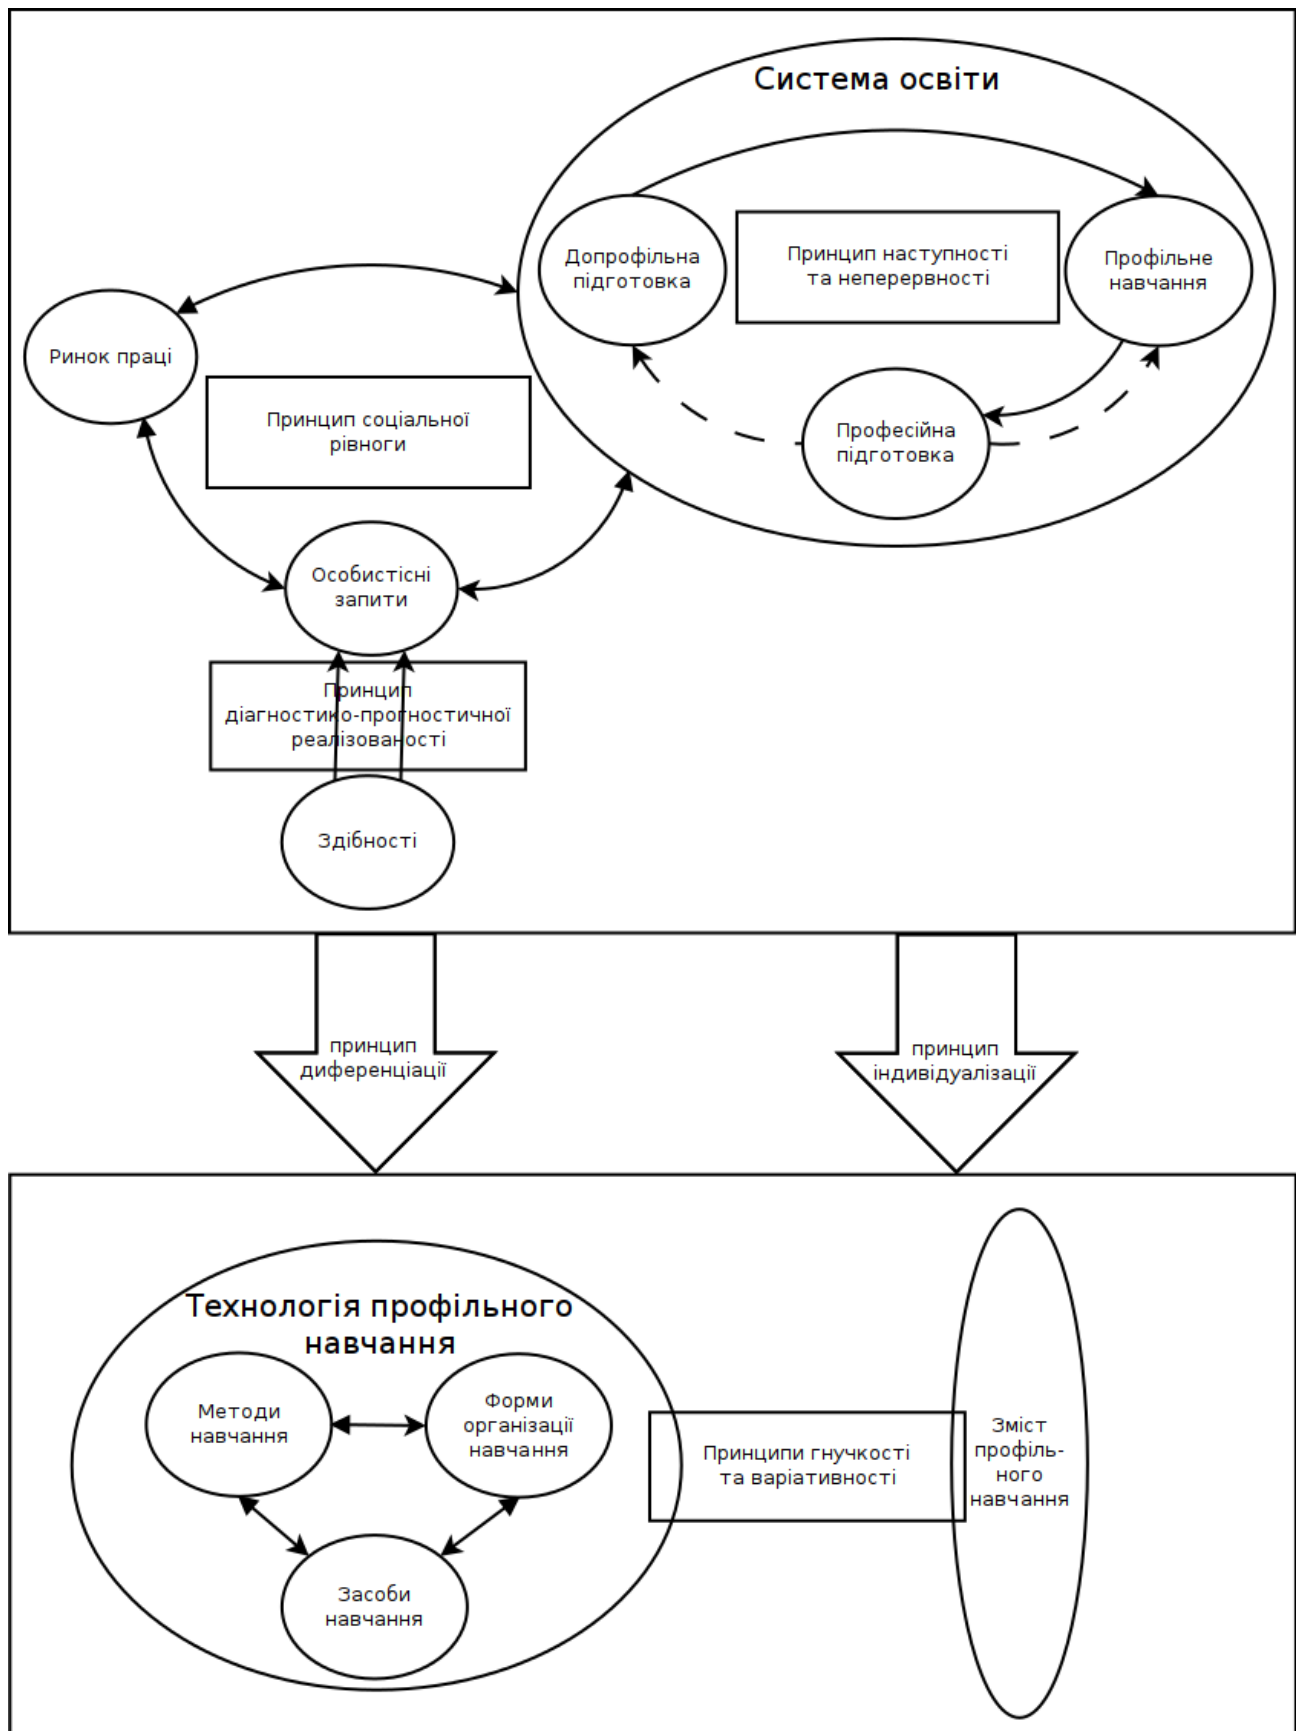 Система освіти
Допрофільна
підготовка
Принцип наступності
та неперервності
Профільне
навчання
Ринок праці
Принцип соціальної
рівноги
Професійна
підготовка
Особистісні
запити
Принцип
діагностико-прогностичної
реалізованості
Здібності
принцип
диференціації
принцип
індивідуалізації
Технологія профільного
навчання
Методи
навчання
Форми
організації
навчання
Засоби
навчання
Принципи гнучкості
та варіативності
Зміст
профіль-
ного
навчання